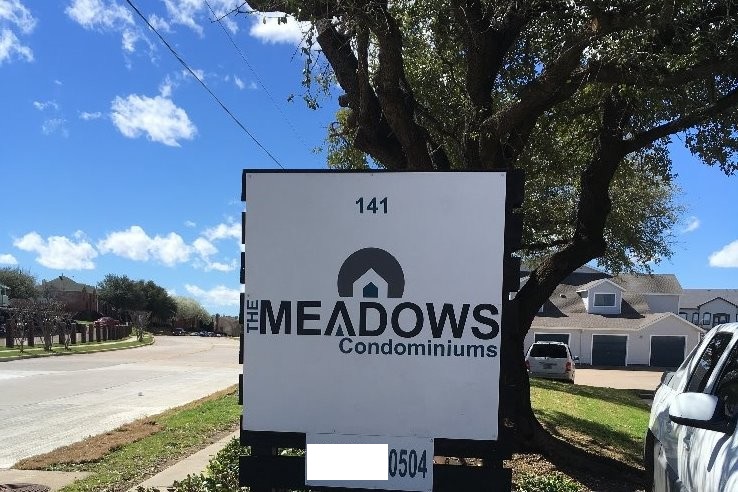 141
THE MEADOWS
Condominiums
0504